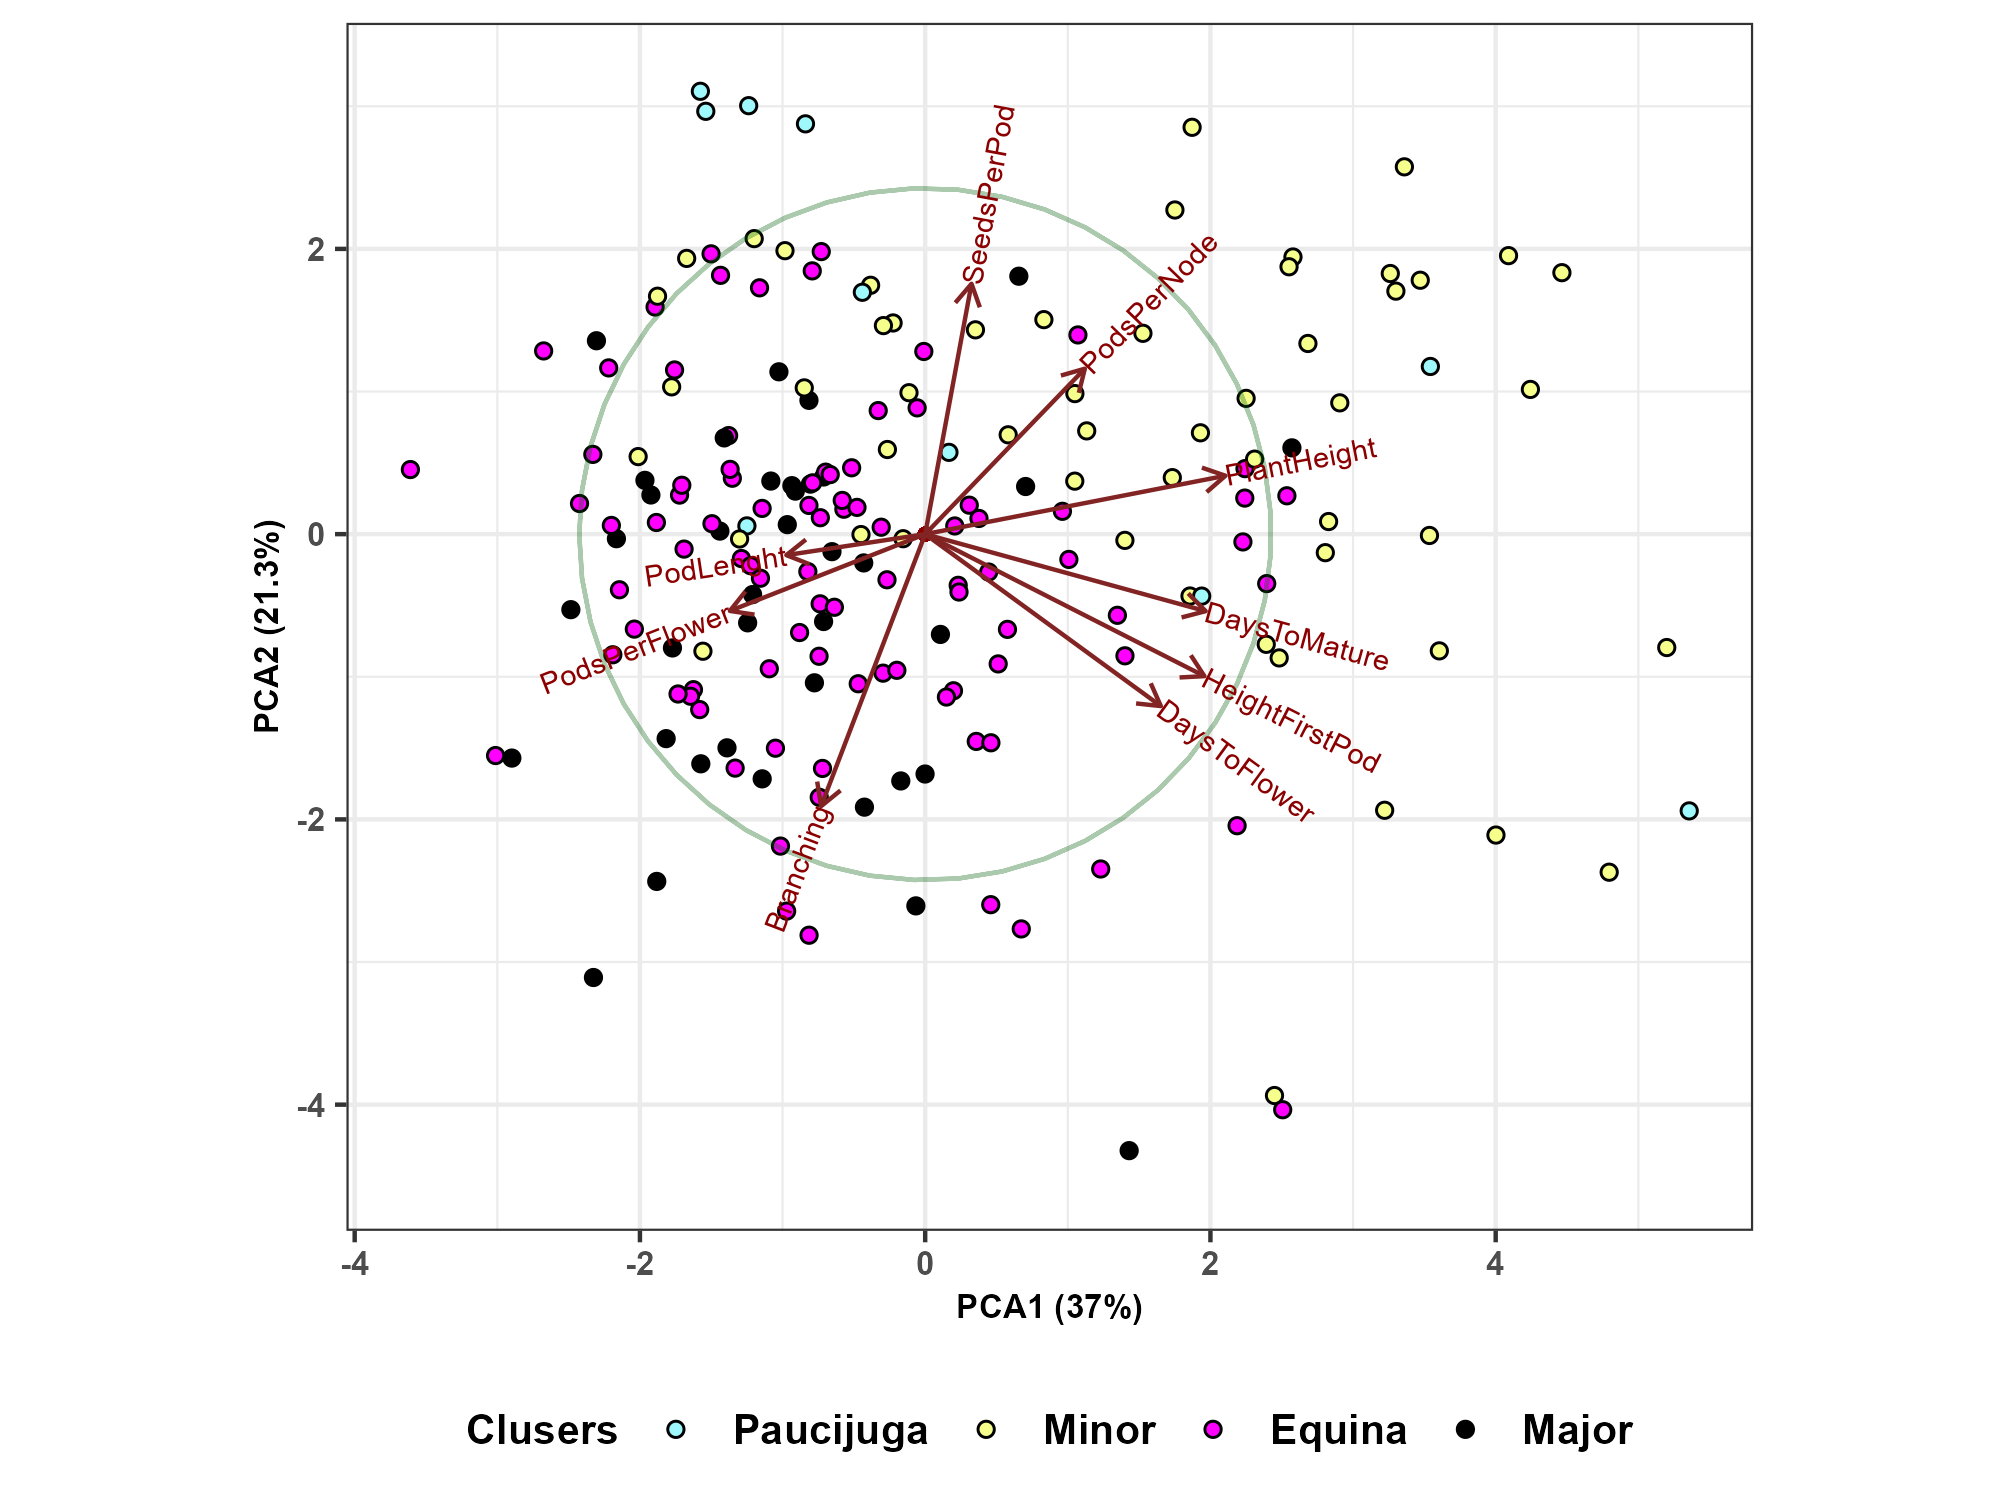 SeedsPerPod
PodsPerNode
PlantHeight
DaysToMature
HeightFirstPod
DaysToFlower
PodLenght
PodsPerFlower
Branching
PCA2 (21.3%)
2
0
-2
-4
-4
-2
0
2
4
PCA1 (37%)
Clusers Paucijuga Minor Equina Major